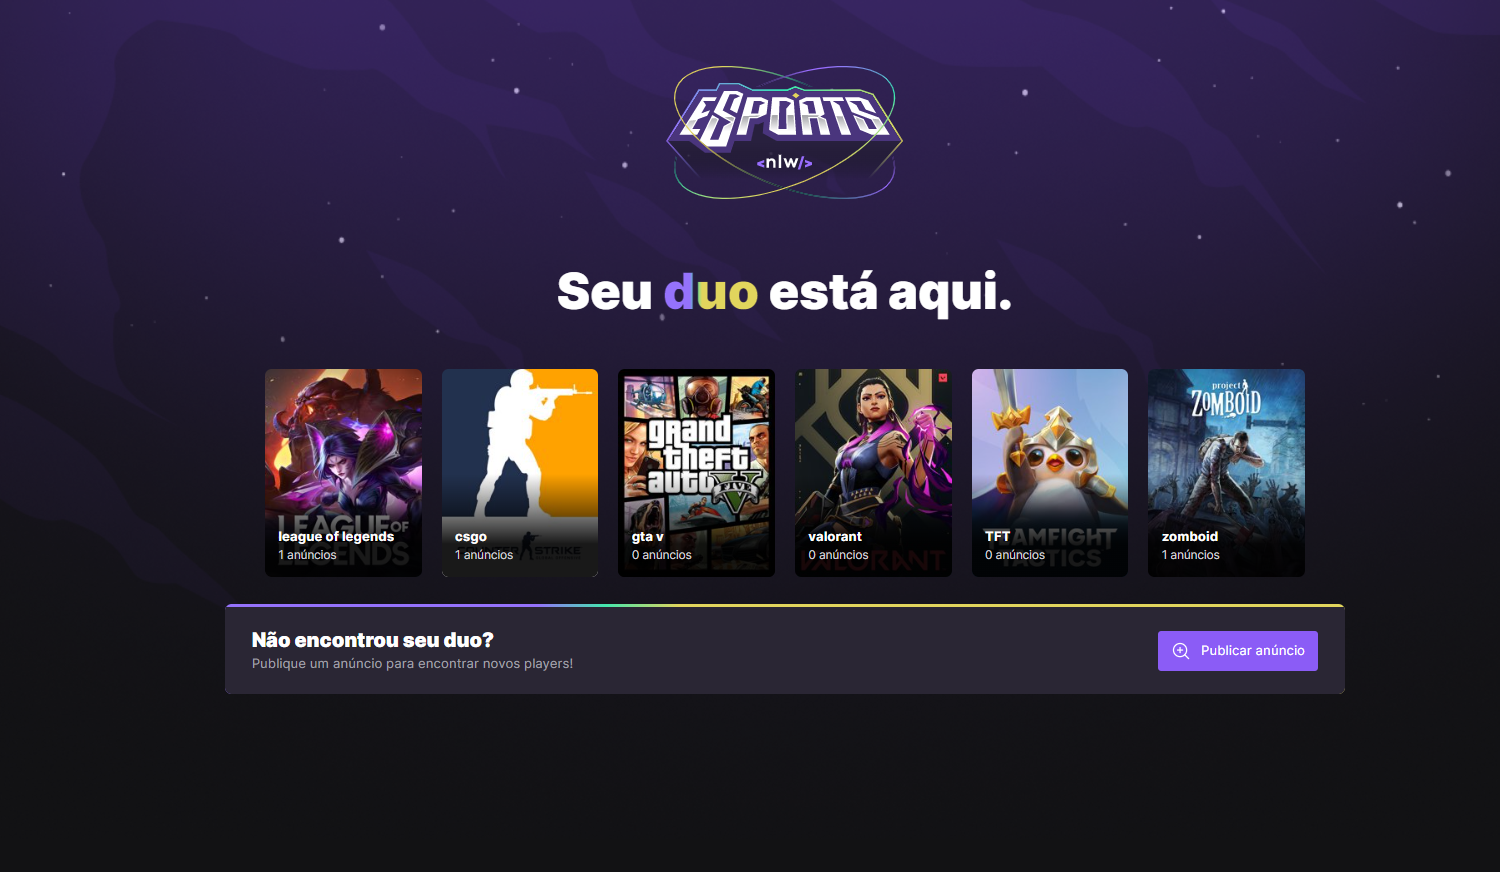 ESPORTS
<nlw/>
Seu duo está aqui.
LEAGUE OF
LEGENDS
league of legends
1 anúncios
STRIKE
csgo
1 anúncios
grand
theft
auto V
FIVE
gta v
0 anúncios
VALORANT
valorant
0 anúncios
TEAMFIGHT
TACTICS
TFT
0 anúncios
project
ZOMBOID
zomboid
1 anúncios
Não encontrou seu duo?
Publique um anúncio para encontrar novos players!
Publicar anúncio